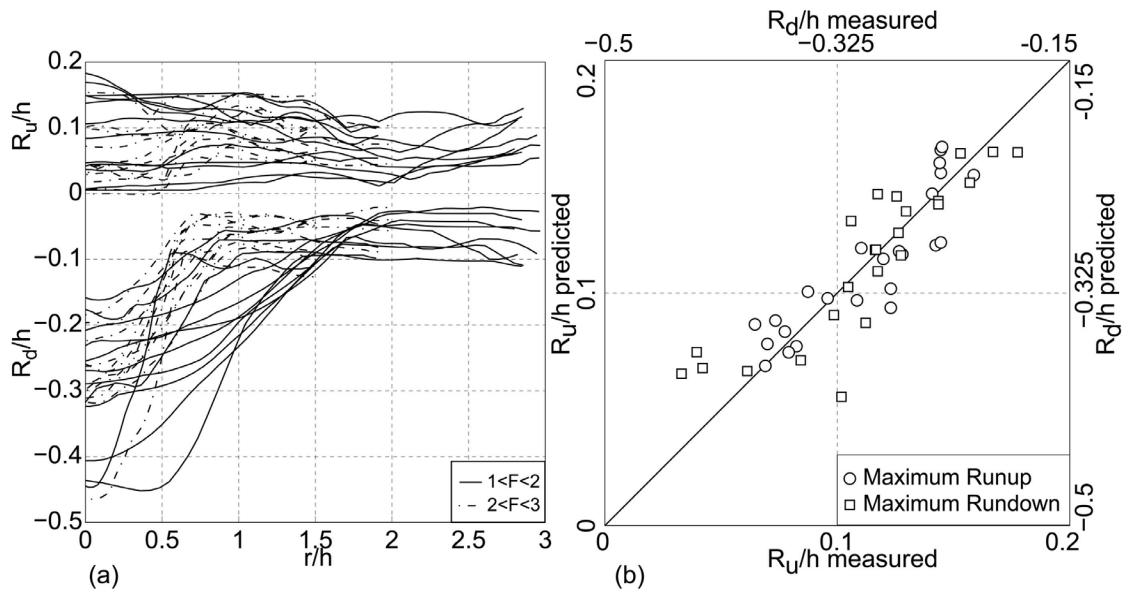 0.2
0.1
0
−0.1
−0.2
−0.3
−0.4
−0.5
Rᵤ/h
R_d/h
0 0.5 1 1.5 2 2.5 3
r/h
1<F<2
2<F<3
(a)
R_d/h measured
−0.5 −0.325 −0.15
0.2
0.1
0
Rᵤ/h predicted
−0.15
−0.325
−0.5
R_d/h predicted
Maximum Runup
Maximum Rundown
0 0.1 0.2
Rᵤ/h measured
(b)